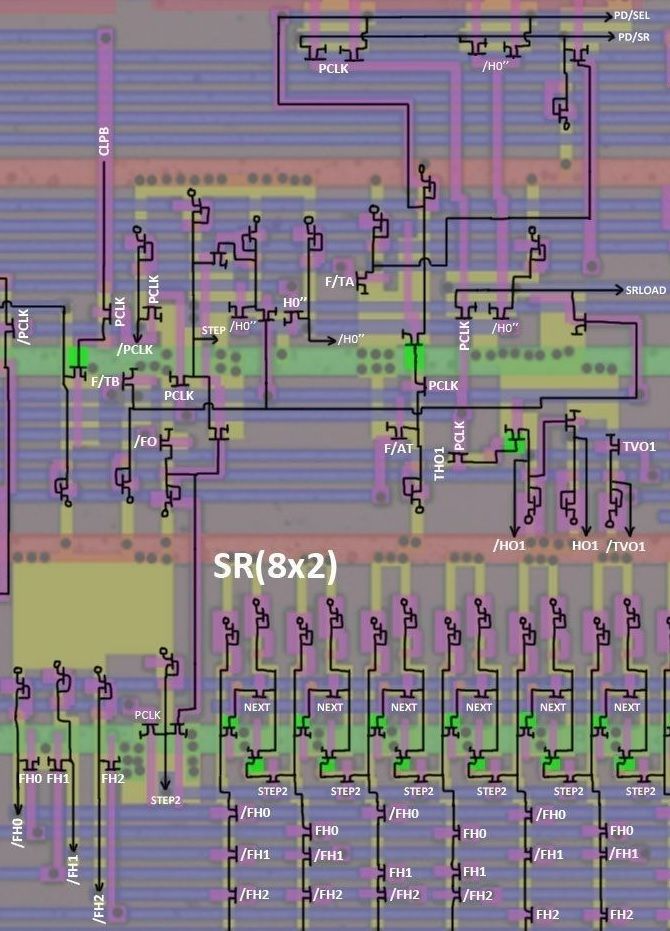 PD/SEL
PD/SR
PCLK
/H0''
CLPB
F/TA
SRLOAD
/PCLK
PCLK
PCLK
/PCLK
STEP
/H0''
H0''
/H0''
PCLK
/H0''
F/TB
PCLK
PCLK
/FO
F/AT
THO1
PCLK
TVO1
/HO1
HO1
/TVO1
SR(8x2)
PCLK
NEXT
NEXT
NEXT
NEXT
NEXT
NEXT
FH0
FH1
FH2
STEP2
STEP2
STEP2
STEP2
STEP2
STEP2
STEP2
/FH0
/FH1
/FH2
/FH0
/FH0
/FH0
FH0
FH0
FH0
/FH1
/FH1
/FH1
/FH1
FH1
FH1
/FH2
/FH2
/FH2
/FH2
FH2
FH2